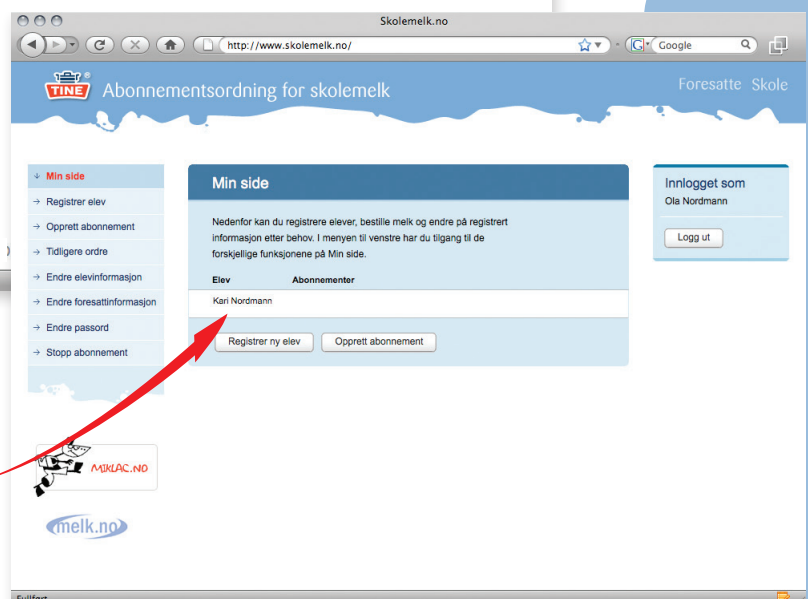 Skolemelk.no
http://www.skolemelk.no/
Google
TINE®
Abonnementsordning for skolemelk
Foresatte Skole
Min side
Registrer elev
Opprett abonnement
Tidligere ordre
Endre elevinformasjon
Endre foresattinformasjon
Endre passord
Stopp abonnement
MIKLAC.NO
melk.no
Min side
Nedenfor kan du registrere elever, bestille melk og endre på registrert
informasjon etter behov. I menyen til venstre har du tilgang til de
forskjellige funksjonene på Min side.
Elev Abonnementer
Kari Nordmann
Registrer ny elev Opprett abonnement
Innlogget som
Ola Nordmann
Logg ut
Fullført